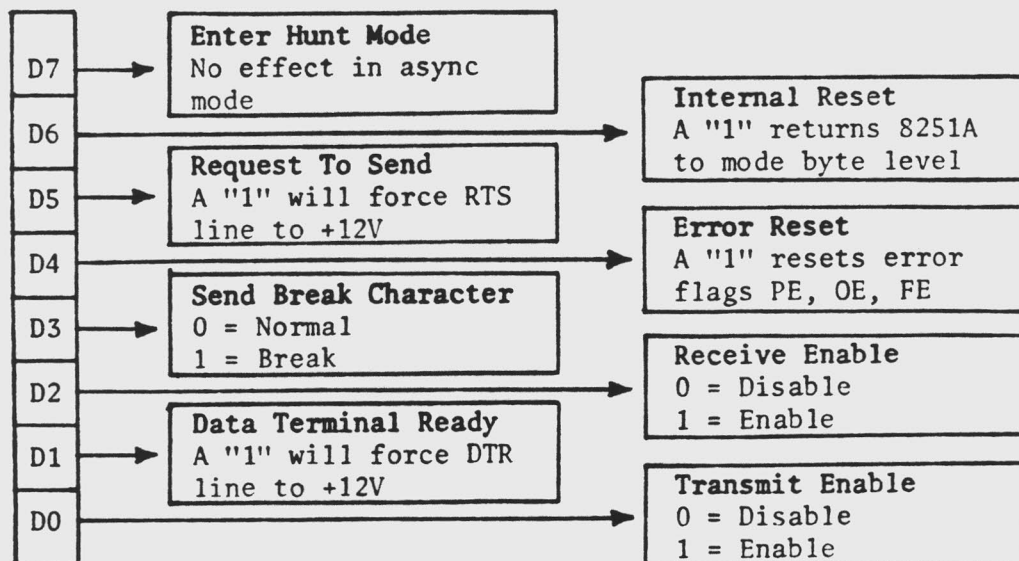 D7
Enter Hunt Mode
No effect in async
mode
D6
Internal Reset
A "1" returns 8251A
to mode byte level
D5
Request To Send
A "1" will force RTS
line to +12V
D4
Error Reset
A "1" resets error
flags PE, OE, FE
D3
Send Break Character
0 = Normal
1 = Break
D2
Receive Enable
0 = Disable
1 = Enable
D1
Data Terminal Ready
A "1" will force DTR
line to +12V
D0
Transmit Enable
0 = Disable
1 = Enable